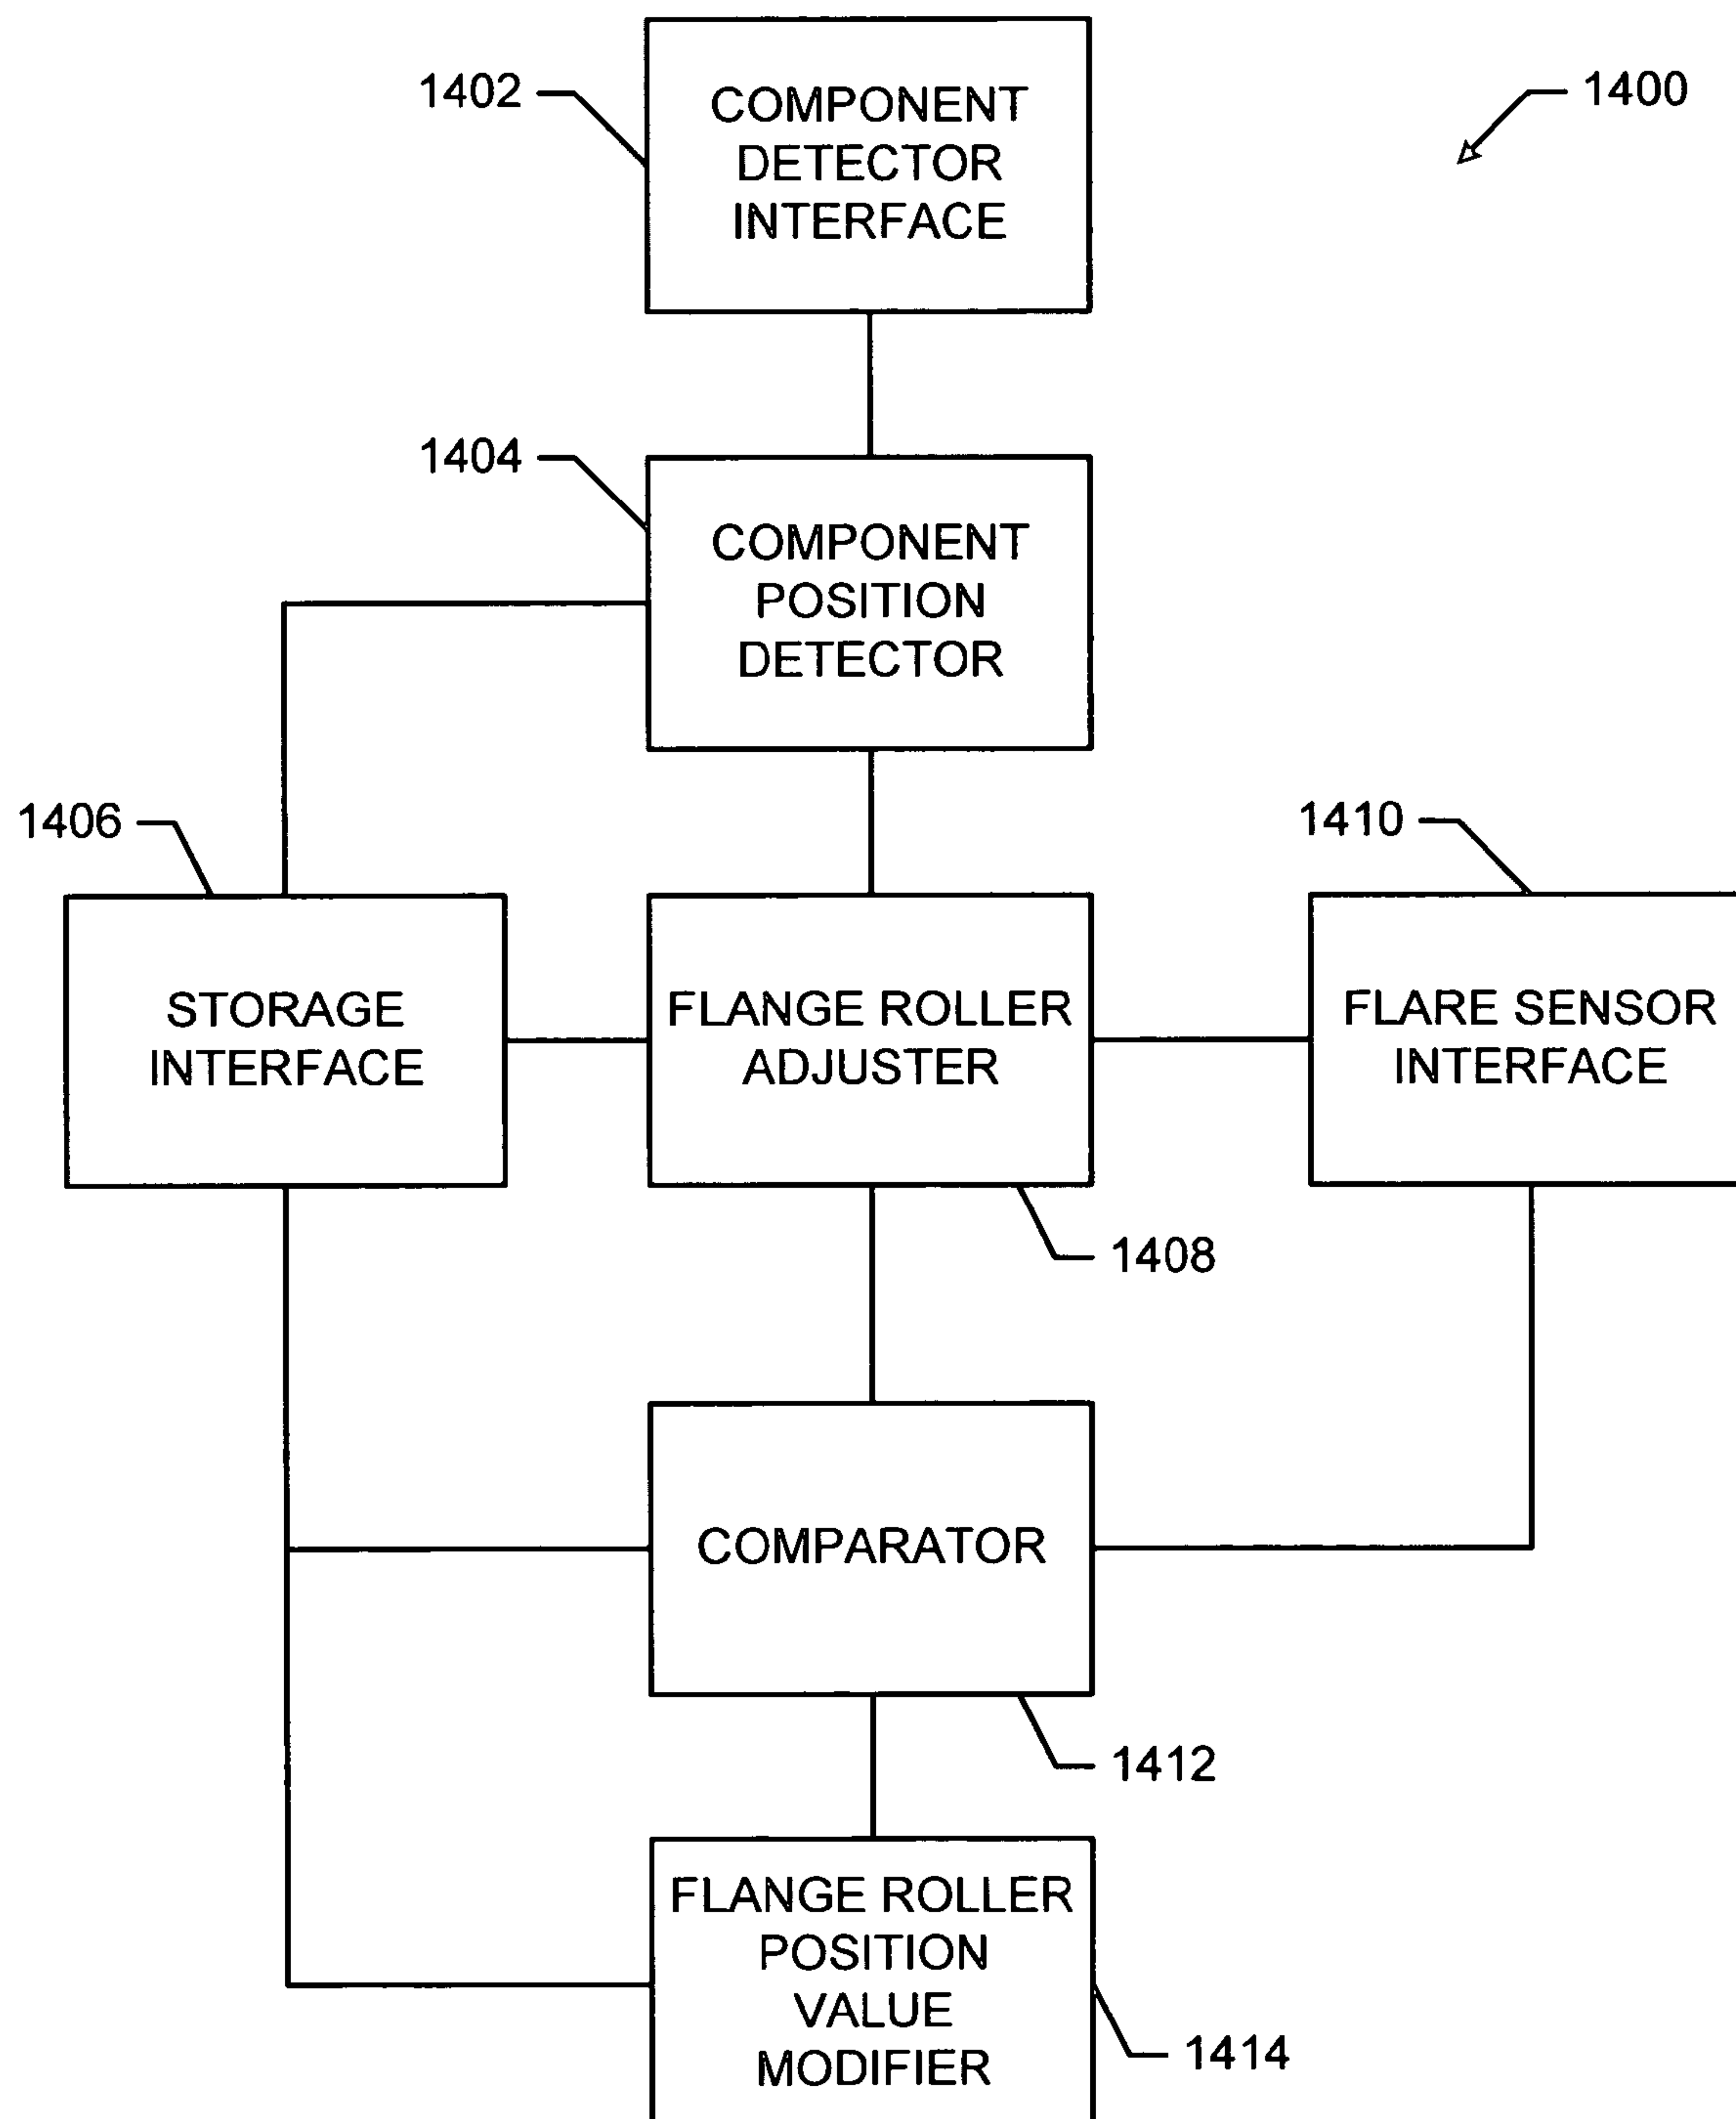 1402
COMPONENT
DETECTOR
INTERFACE
1400
1404
COMPONENT
POSITION
DETECTOR
1406
STORAGE
INTERFACE
FLANGE ROLLER
ADJUSTER
1408
1410
FLARE SENSOR
INTERFACE
COMPARATOR
1412
FLANGE ROLLER
POSITION
VALUE
MODIFIER
1414